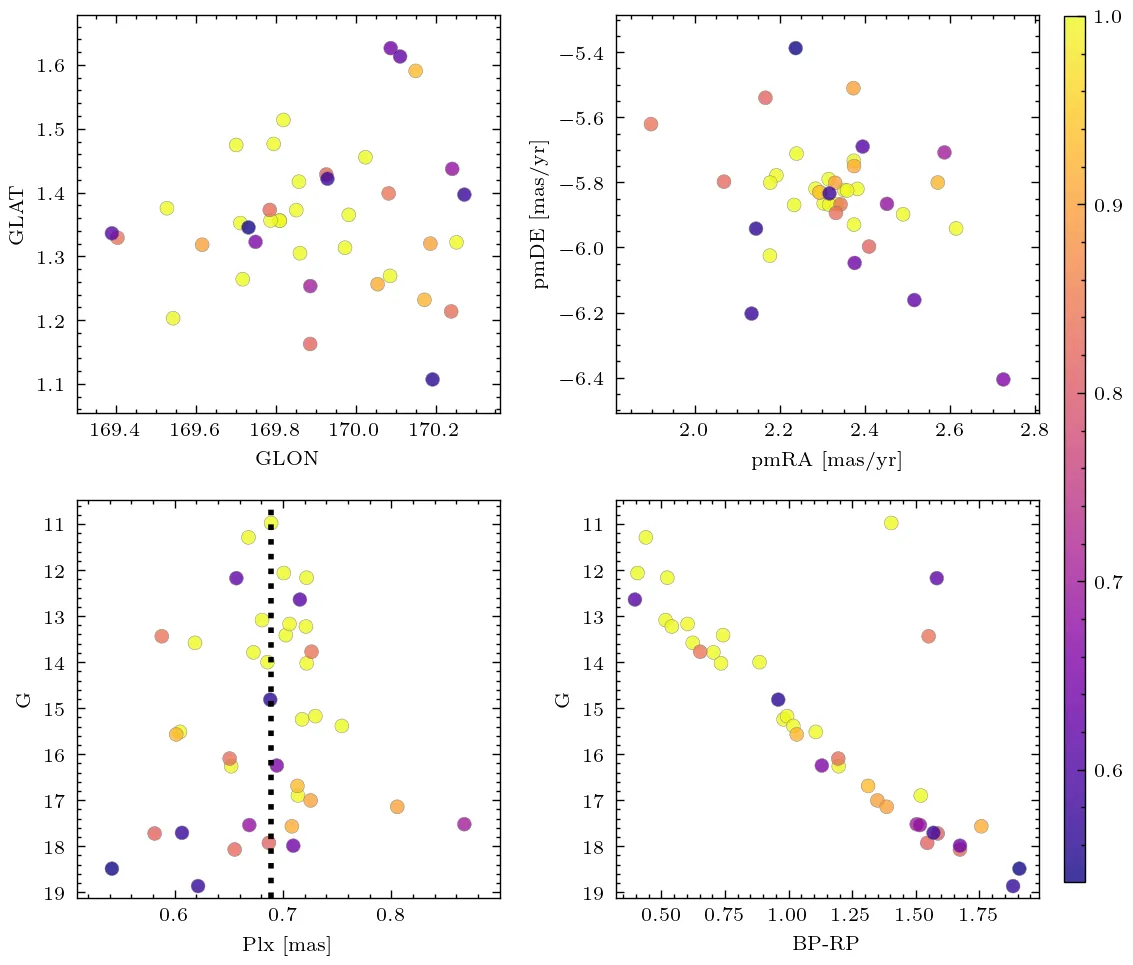 1.6
1.5
1.4
1.3
1.2
1.1
GLAT
169.4 169.6 169.8 170.0 170.2
GLON
−5.4
−5.6
−5.8
−6.0
−6.2
−6.4
pmDE [mas/yr]
2.0 2.2 2.4 2.6 2.8
pmRA [mas/yr]
11
12
13
14
15
16
17
18
19
G
0.6 0.7 0.8
Plx [mas]
11
12
13
14
15
16
17
18
19
G
0.50 0.75 1.00 1.25 1.50 1.75
BP-RP
1.0
0.9
0.8
0.7
0.6